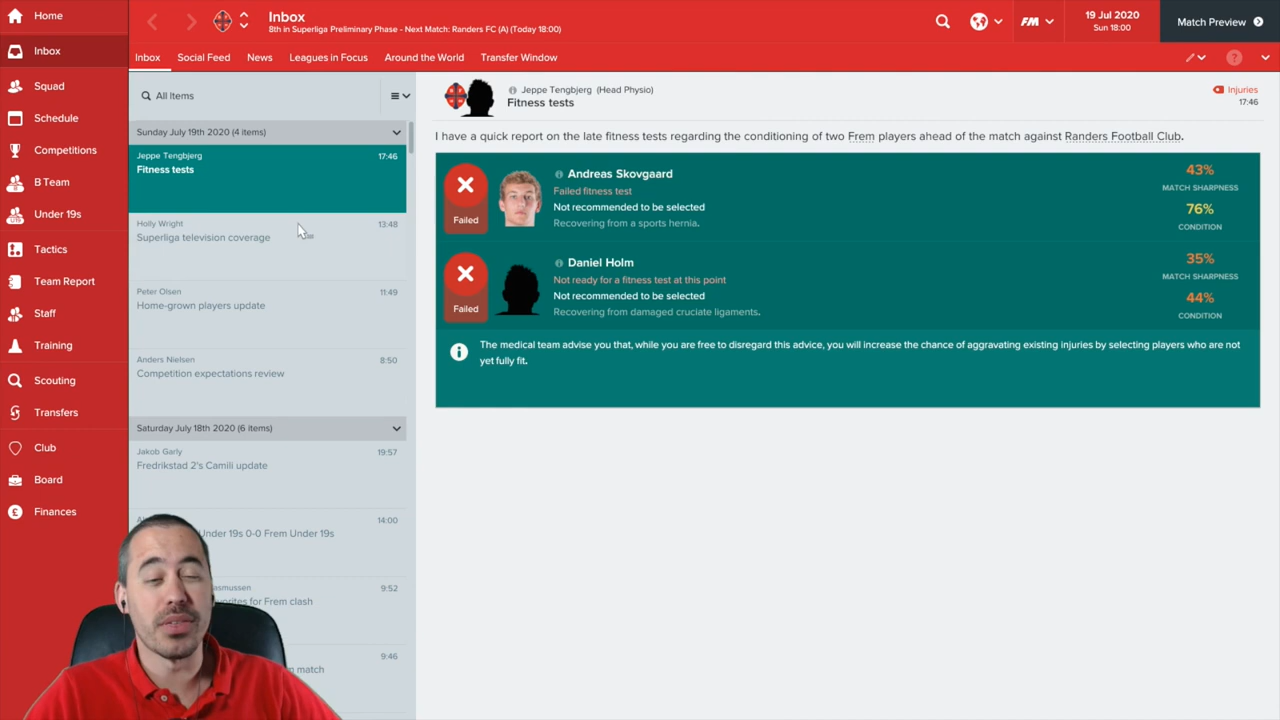 Home
Inbox
Squad
Schedule
Competitions
B Team
Under 19s
Tactics
Team Report
Staff
Training
Scouting
Transfers
Club
Board
Finances
Inbox
8th in Superliga Preliminary Phase - Next Match: Randers FC (A) (Today 18:00)
FM
19 Jul 2020
Sun 18:00
Match Preview
Inbox
Social Feed
News
Leagues in Focus
Around the World
Transfer Window
?
All Items
Sunday July 19th 2020 (4 items)
Jeppe Tengbjerg 17:46
Fitness tests
Holly Wright 13:48
Superliga television coverage
Peter Olsen 11:49
Home-grown players update
Anders Nielsen 8:50
Competition expectations review
Saturday July 18th 2020 (6 items)
Jakob Garly 19:57
Fredrikstad 2's Camili update
14:00
Under 19s 0-0 Frem Under 19s
9:52
for Frem clash
9:46
match
Jeppe Tengbjerg (Head Physio)
Fitness tests
Injuries
17:46
I have a quick report on the late fitness tests regarding the conditioning of two Frem players ahead of the match against Randers Football Club.
Failed
Andreas Skovgaard
Failed fitness test
Not recommended to be selected
Recovering from a sports hernia.
43%
MATCH SHARPNESS
76%
CONDITION
Failed
Daniel Holm
Not ready for a fitness test at this point
Not recommended to be selected
Recovering from damaged cruciate ligaments.
35%
MATCH SHARPNESS
44%
CONDITION
The medical team advise you that, while you are free to disregard this advice, you will increase the chance of aggravating existing injuries by selecting players who are not
yet fully fit.